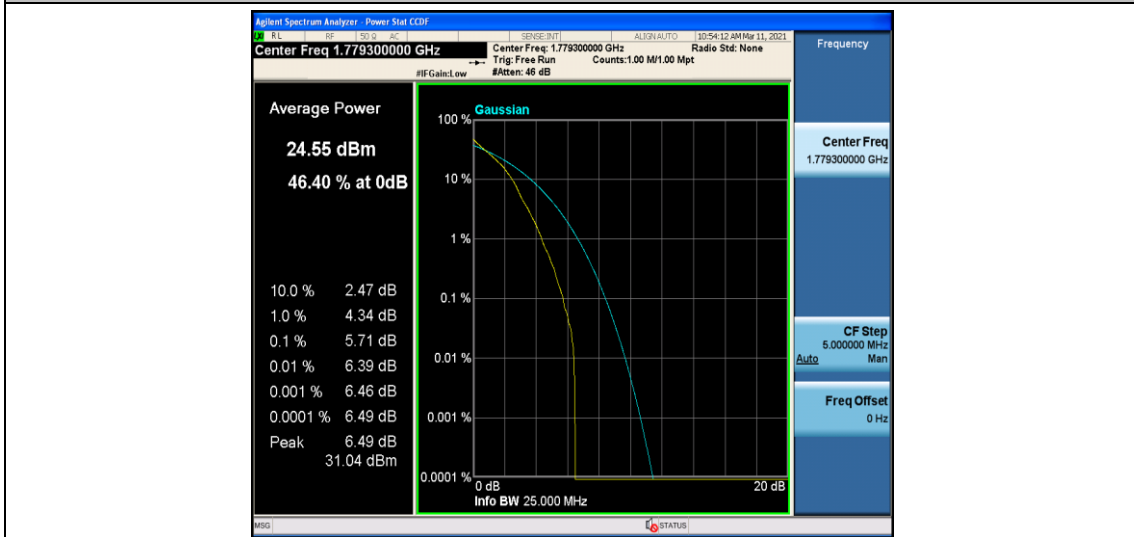 Agilent Spectrum Analyzer - Power Stat CCDF
RL RF 50 Ω AC SENSE:INT ALIGN AUTO 10:54:12 AM Mar 11, 2021
Center Freq 1.779300000 GHz
Center Freq: 1.779300000 GHz Radio Std: None
Trig: Free Run Counts:1.00 M/1.00 Mpt
#IFGain:Low #Atten: 46 dB
Frequency
Average Power
24.55 dBm
46.40 % at 0dB
10.0 % 2.47 dB
1.0 % 4.34 dB
0.1 % 5.71 dB
0.01 % 6.39 dB
0.001 % 6.46 dB
0.0001 % 6.49 dB
Peak 6.49 dB
31.04 dBm
Gaussian
100 %
10 %
1 %
0.1 %
0.01 %
0.001 %
0.0001 %
0 dB 20 dB
Info BW 25.000 MHz
Center Freq
1.779300000 GHz
CF Step
5.000000 MHz
Auto Man
Freq Offset
0 Hz
MSG STATUS